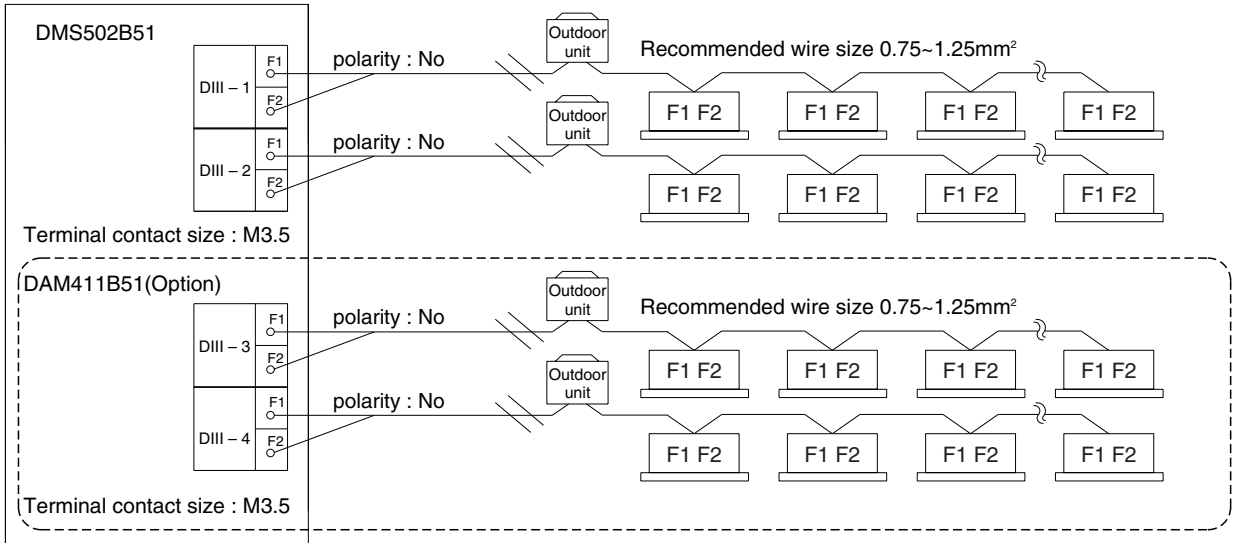 DMS502B51
Outdoor
unit
Recommended wire size 0.75~1.25mm²
DIII – 1
F1
F2
polarity : No
F1 F2
F1 F2
F1 F2
F1 F2
Outdoor
unit
DIII – 2
F1
F2
polarity : No
F1 F2
F1 F2
F1 F2
F1 F2
Terminal contact size : M3.5
DAM411B51(Option)
Outdoor
unit
Recommended wire size 0.75~1.25mm²
DIII – 3
F1
F2
polarity : No
F1 F2
F1 F2
F1 F2
F1 F2
Outdoor
unit
DIII – 4
F1
F2
polarity : No
F1 F2
F1 F2
F1 F2
F1 F2
Terminal contact size : M3.5